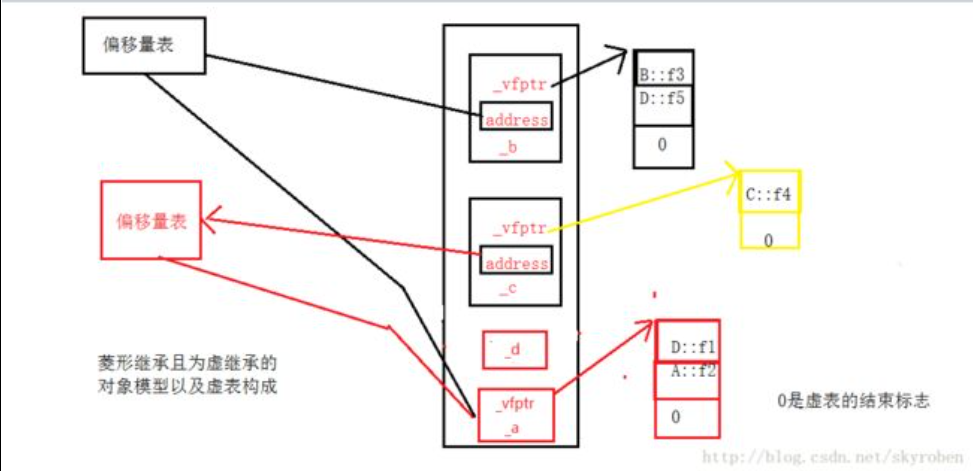 偏移量表
_vfptr
address
_b
B::f3
D::f5
0
偏移量表
_vfptr
address
_c
C::f4
0
_d
_vfptr
_a
D::f1
A::f2
0
菱形继承且为虚继承的
对象模型以及虚表构成
0是虚表的结束标志
http://blog.csdn.net/skyroben